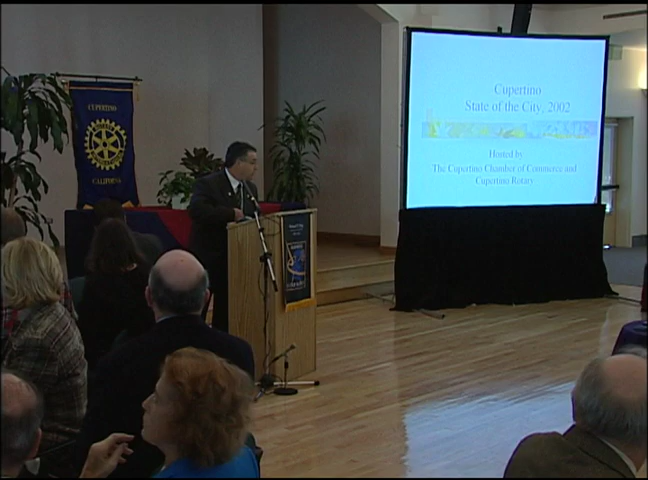 Cupertino
State of the City, 2002
Hosted by
The Cupertino Chamber of Commerce and
Cupertino Rotary
CUPERTINO
CALIFORNIA